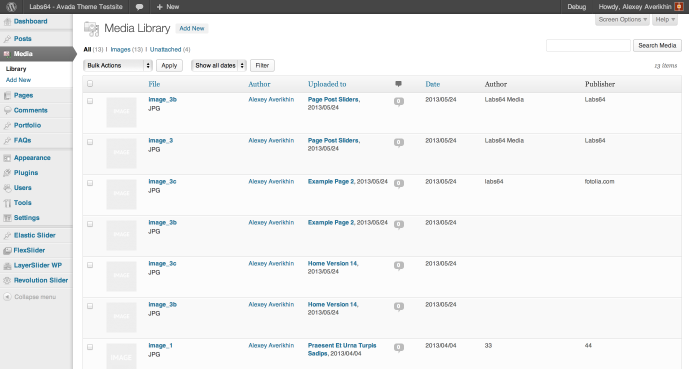 Labs64 - Avada Theme Testsite + New Debug Howdy, Alexey Averikhin
Screen Options Help
Dashboard
Posts
Media
Library
Add New
Pages
Comments
Portfolio
FAQs
Appearance
Plugins
Users
Tools
Settings
Elastic Slider
FlexSlider
LayerSlider WP
Revolution Slider
Collapse menu
Media Library Add New
All (13) | Images (13) | Unattached (4)
Search Media
Bulk Actions Apply Show all dates Filter
13 items
File Author Uploaded to Date Author Publisher
image_3b Alexey Averikhin Page Post Sliders, 0 2013/05/24 Labs64 Media Labs64
JPG 2013/05/24
image_3 Alexey Averikhin Page Post Sliders, 0 2013/05/24 Labs64 Media Labs64
JPG 2013/05/24
image_3c Alexey Averikhin Example Page 2, 2013/05/24 0 2013/05/24 labs64 fotolia.com
JPG
image_3b Alexey Averikhin Example Page 2, 2013/05/24 0 2013/05/24
JPG
image_3c Alexey Averikhin Home Version 14, 0 2013/05/24
JPG 2013/05/24
image_3b Alexey Averikhin Home Version 14, 0 2013/05/24
JPG 2013/05/24
image_1 Alexey Averikhin Praesent Et Urna Turpis 0 2013/04/04 33 44
JPG Sadips, 2013/04/04